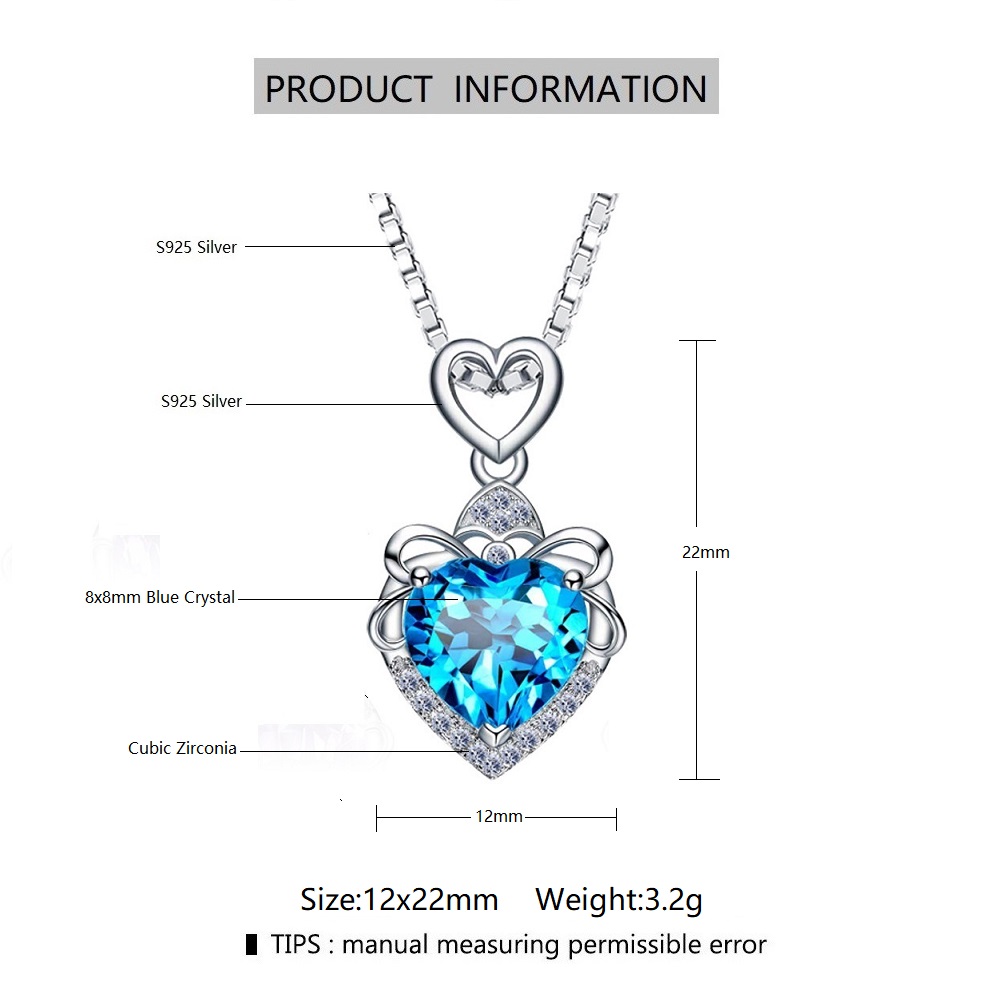 PRODUCT INFORMATION
S925 Silver
S925 Silver
22mm
8x8mm Blue Crystal
Cubic Zirconia
12mm
Size:12x22mm Weight:3.2g
TIPS : manual measuring permissible error